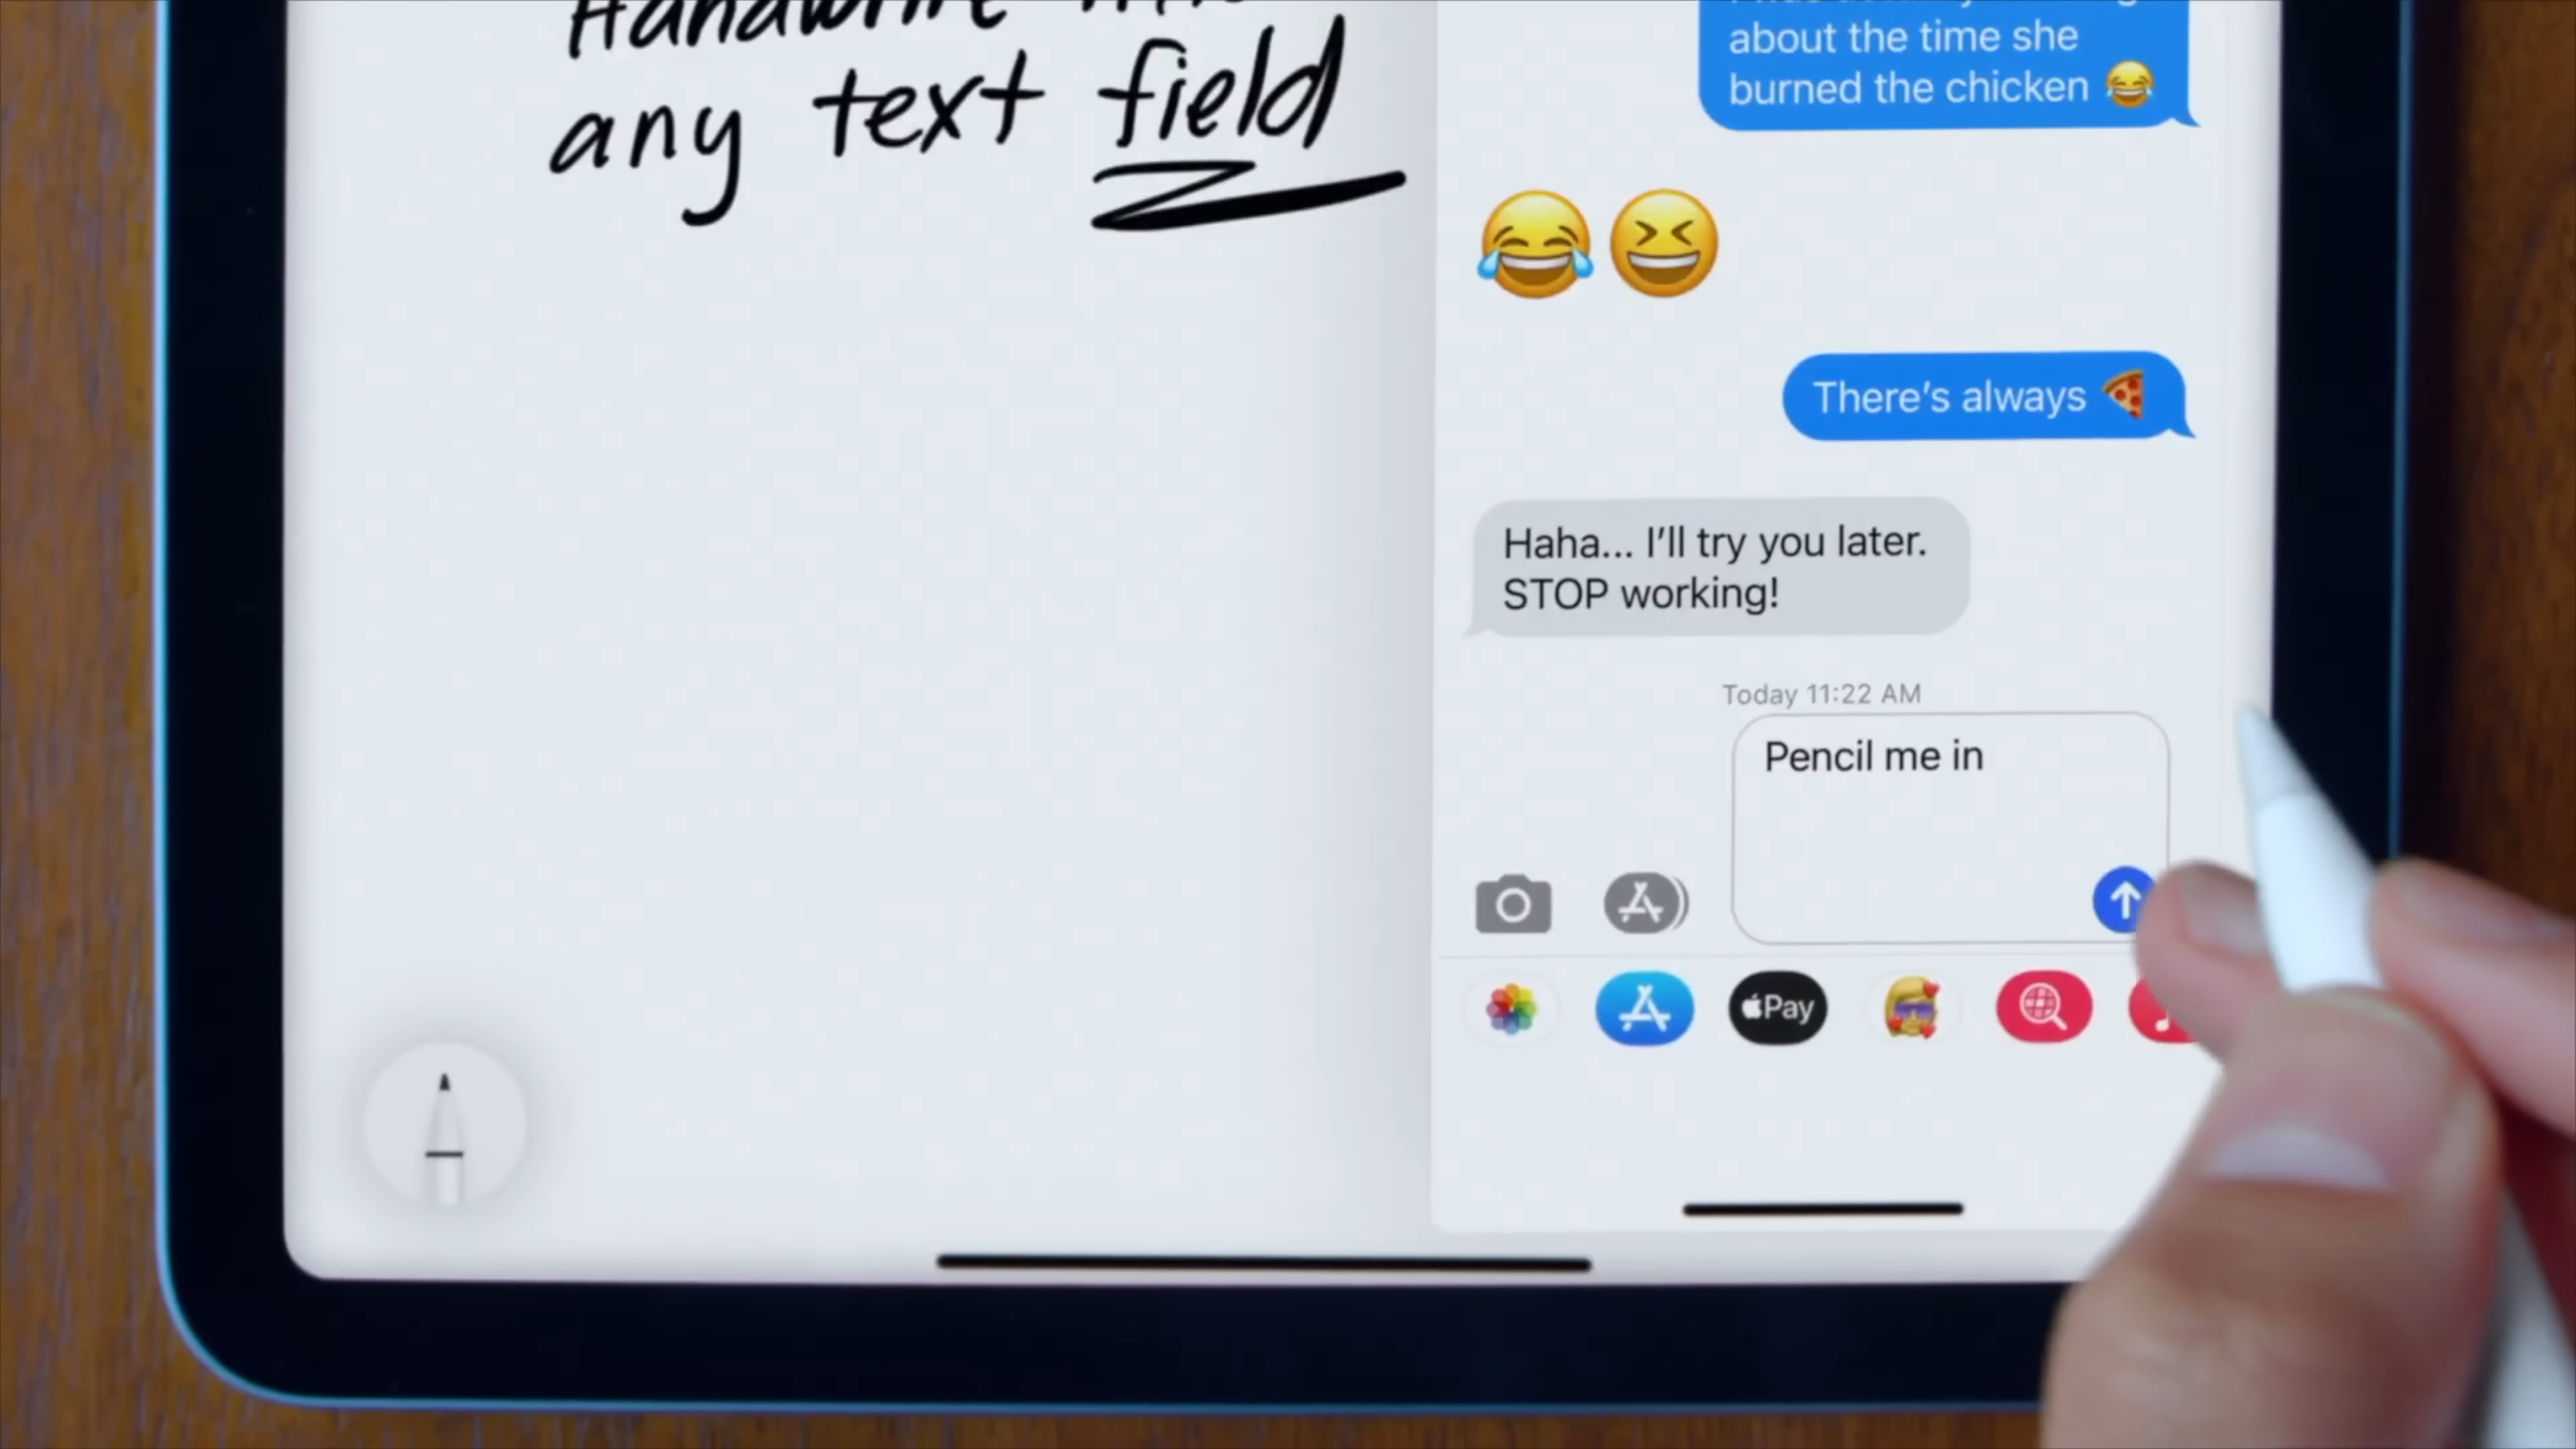 any text field
about the time she
burned the chicken 😂
😂😆
There's always 🍕
Haha... I'll try you later.
STOP working!
Today 11:22 AM
Pencil me in
Pay